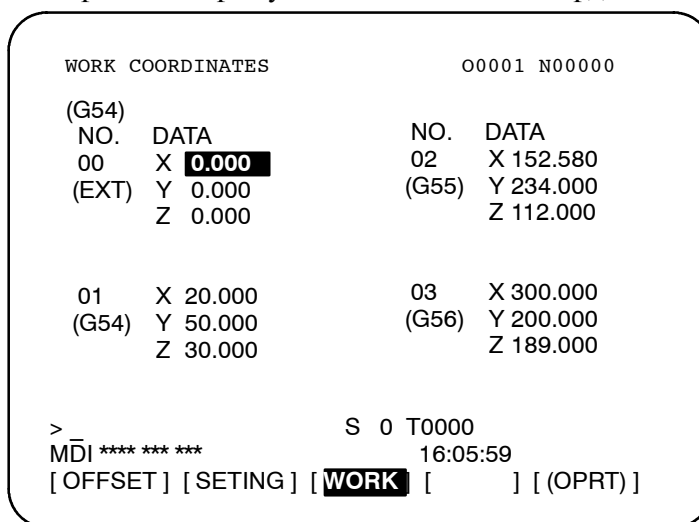 WORK COORDINATES O0001 N00000
(G54)
NO. DATA NO. DATA
00 X 0.000 02 X 152.580
(EXT) Y 0.000 (G55) Y 234.000
Z 0.000 Z 112.000
01 X 20.000 03 X 300.000
(G54) Y 50.000 (G56) Y 200.000
Z 30.000 Z 189.000
>_ S 0 T0000
MDI **** *** *** 16:05:59
[ OFFSET ] [ SETING ] [ WORK ] [ ] [ (OPRT) ]